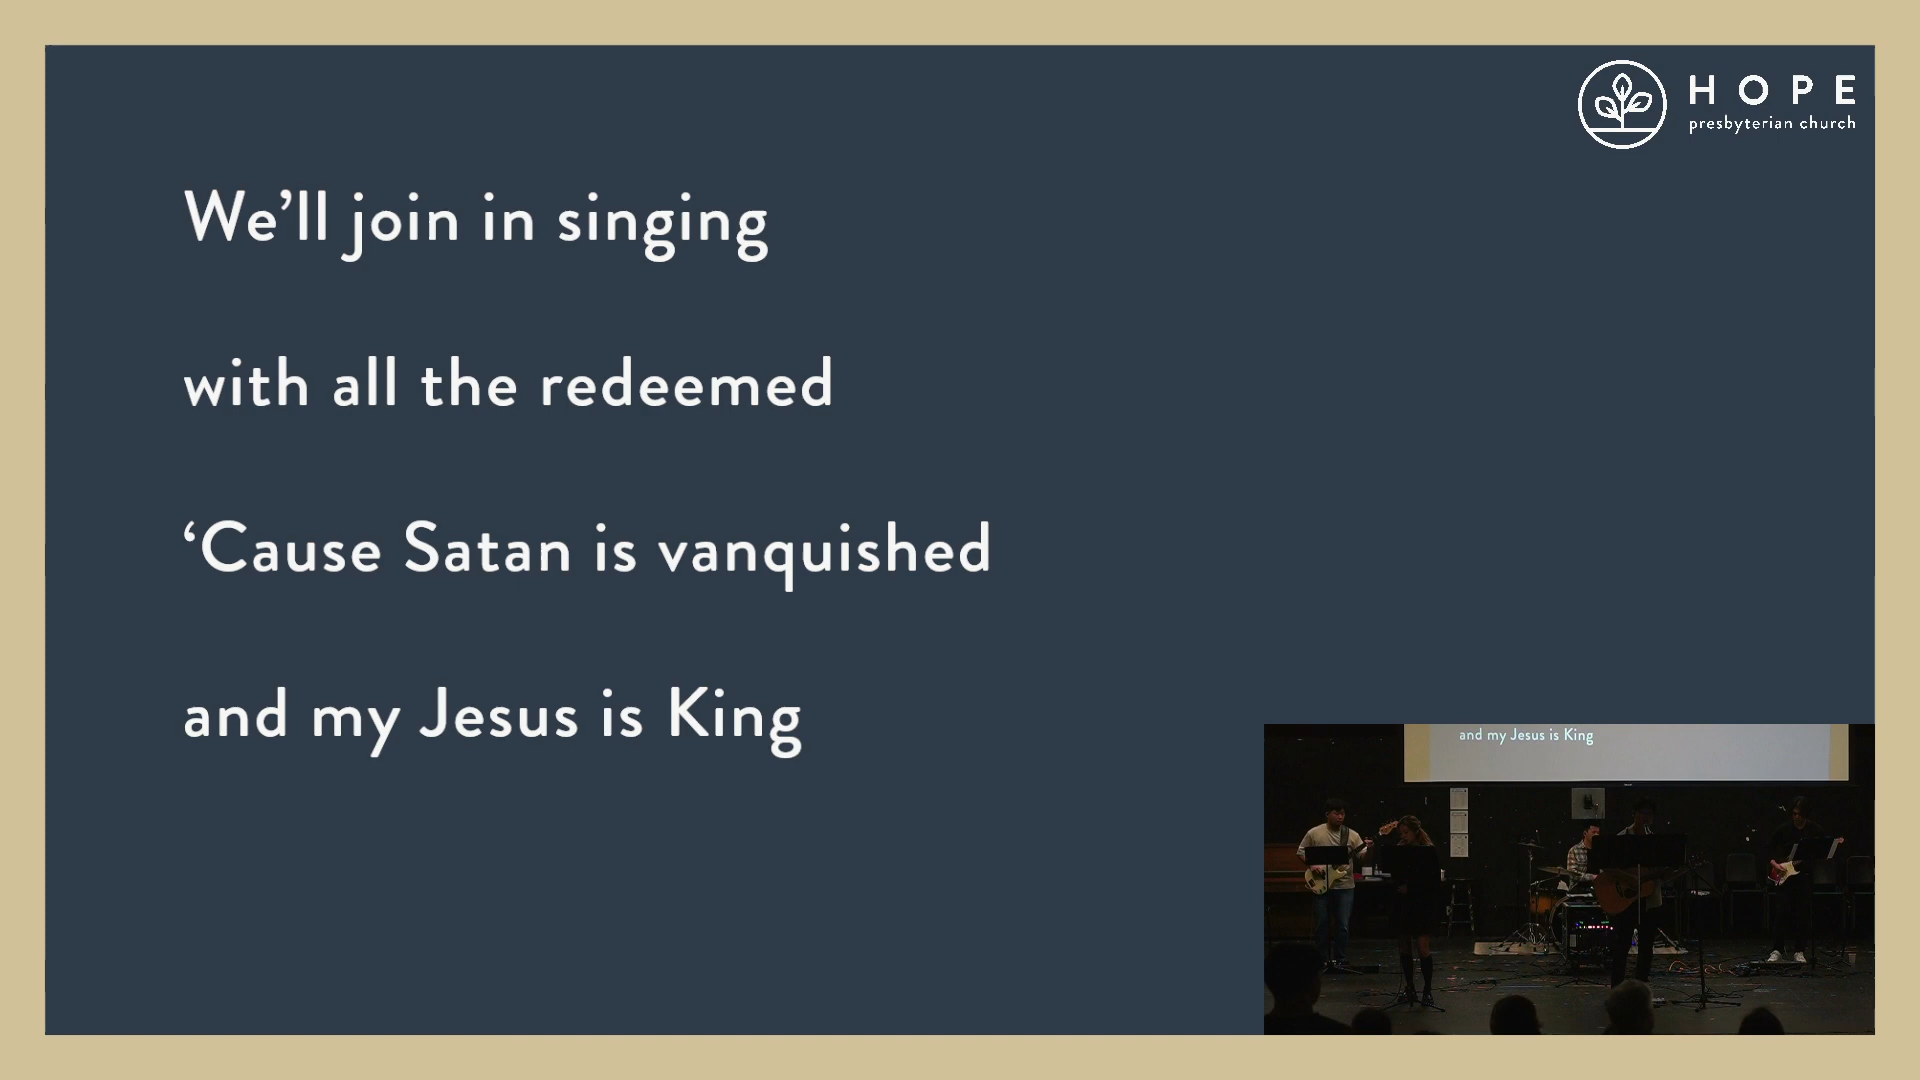 HOPE
presbyterian church
We’ll join in singing
with all the redeemed
‘Cause Satan is vanquished
and my Jesus is King
and my Jesus is King